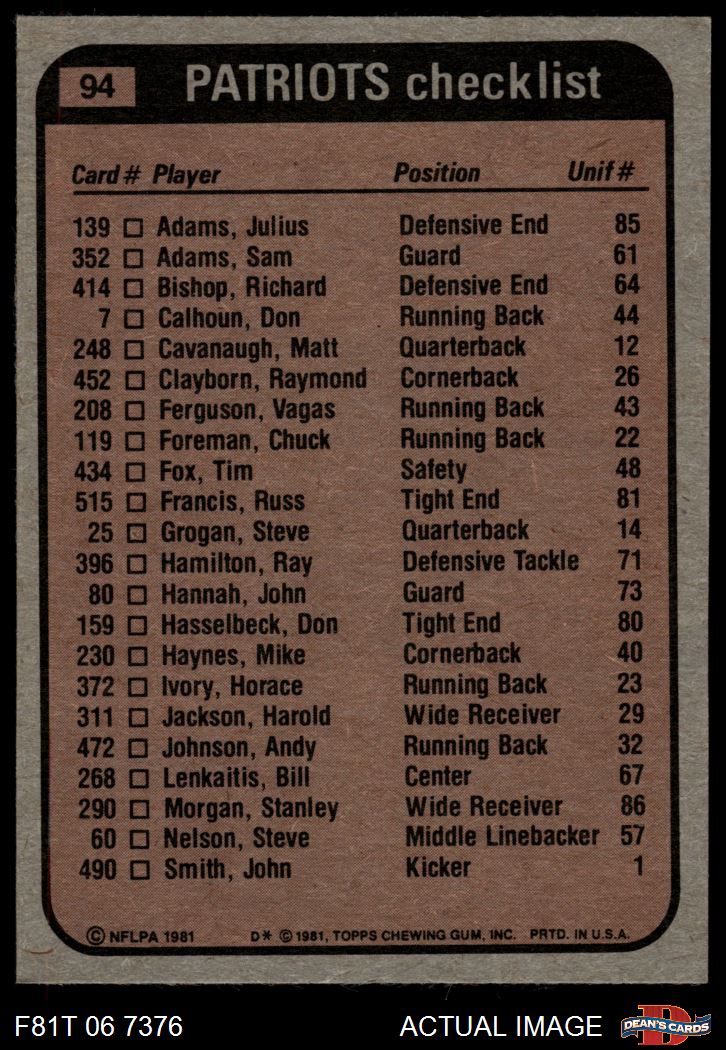 94 PATRIOTS checklist
Card # Player Position Unif #
139 Adams, Julius Defensive End 85
352 Adams, Sam Guard 61
414 Bishop, Richard Defensive End 64
7 Calhoun, Don Running Back 44
248 Cavanaugh, Matt Quarterback 12
452 Clayborn, Raymond Cornerback 26
208 Ferguson, Vagas Running Back 43
119 Foreman, Chuck Running Back 22
434 Fox, Tim Safety 48
515 Francis, Russ Tight End 81
25 Grogan, Steve Quarterback 14
396 Hamilton, Ray Defensive Tackle 71
80 Hannah, John Guard 73
159 Hasselbeck, Don Tight End 80
230 Haynes, Mike Cornerback 40
372 Ivory, Horace Running Back 23
311 Jackson, Harold Wide Receiver 29
472 Johnson, Andy Running Back 32
268 Lenkaitis, Bill Center 67
290 Morgan, Stanley Wide Receiver 86
60 Nelson, Steve Middle Linebacker 57
490 Smith, John Kicker 1
© NFLPA 1981 D* © 1981, TOPPS CHEWING GUM, INC. PRTD. IN U.S.A.
F81T 06 7376 ACTUAL IMAGE D DEAN'S CARDS